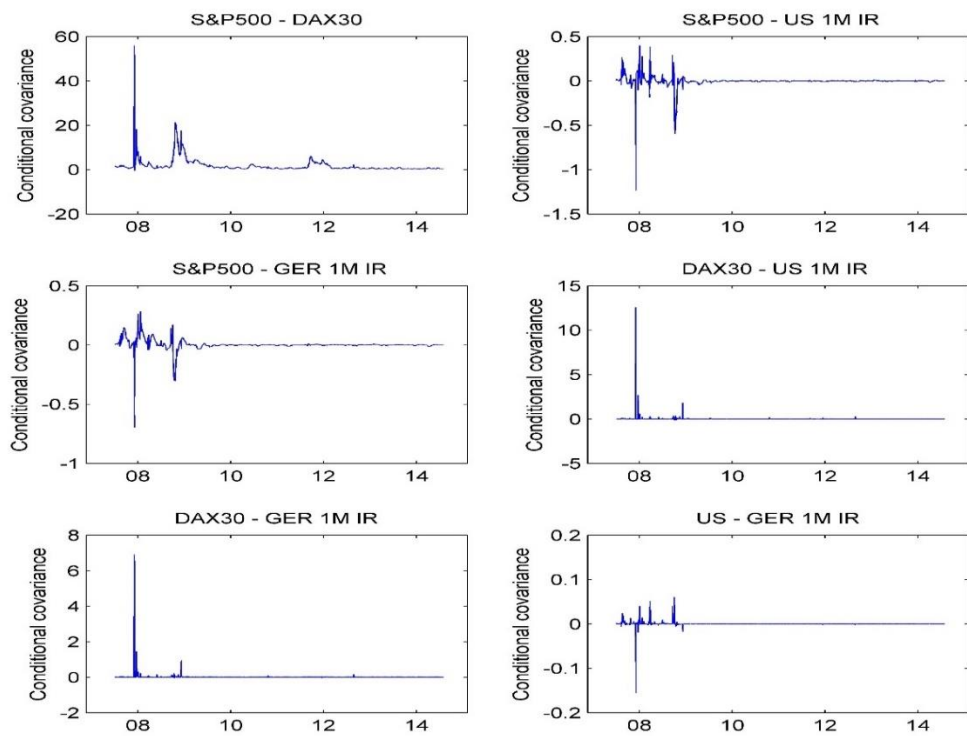 S&P500 - DAX30
Conditional covariance
60
40
20
0
-20
08 10 12 14
S&P500 - US 1M IR
Conditional covariance
0.5
0
-0.5
-1
-1.5
08 10 12 14
S&P500 - GER 1M IR
Conditional covariance
0.5
0
-0.5
-1
08 10 12 14
DAX30 - US 1M IR
Conditional covariance
15
10
5
0
-5
08 10 12 14
DAX30 - GER 1M IR
Conditional covariance
8
6
4
2
0
-2
08 10 12 14
US - GER 1M IR
Conditional covariance
0.2
0.1
0
-0.1
-0.2
08 10 12 14